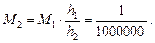 M₂ = M₁ · h₁/h₂ = 1/1000000 .